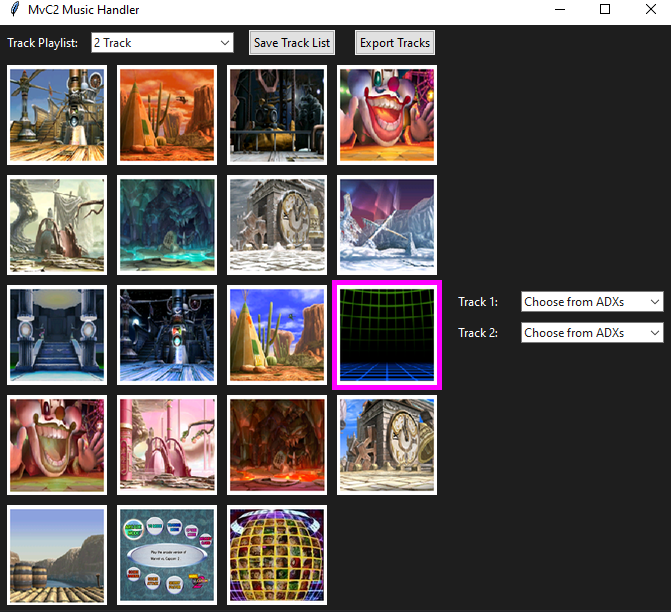 MvC2 Music Handler
Track Playlist: 2 Track Save Track List Export Tracks
Track 1: Choose from ADXs
Track 2: Choose from ADXs